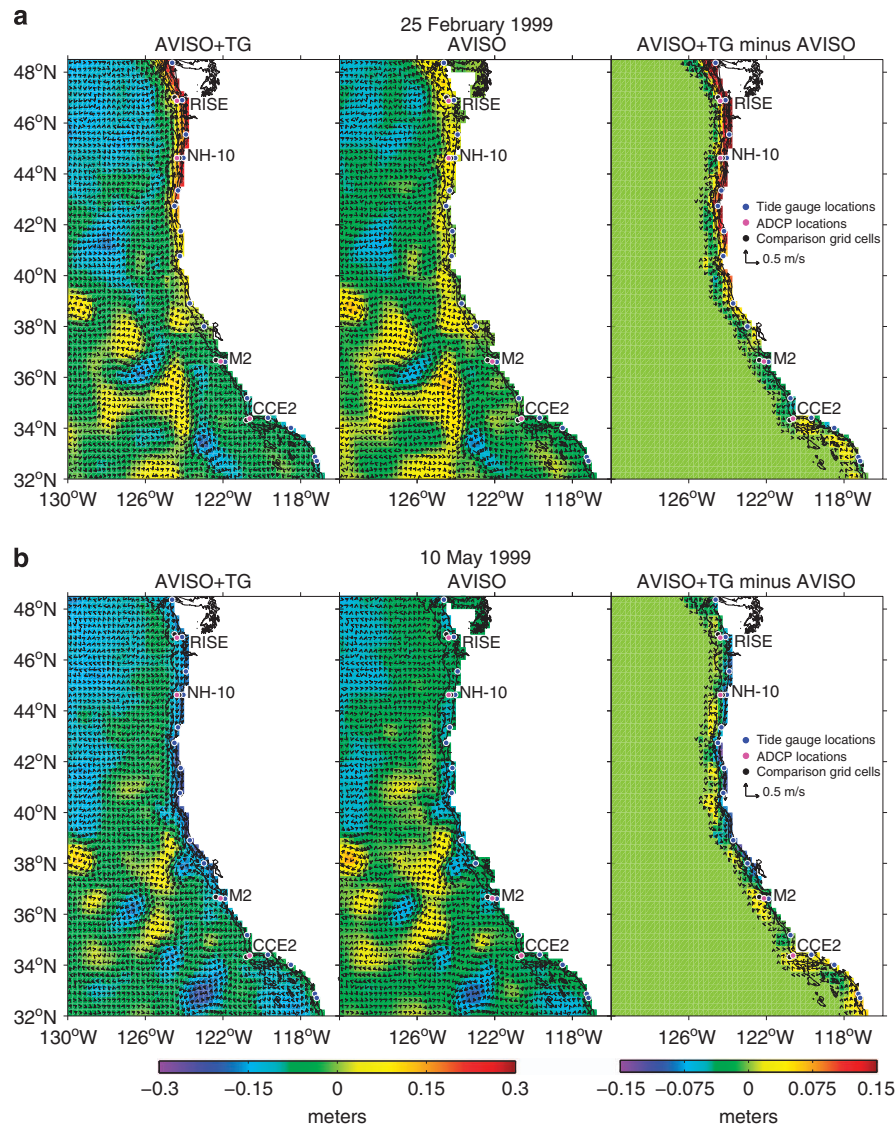 a
25 February 1999
AVISO+TG
AVISO
AVISO+TG minus AVISO
48°N
46°N
44°N
42°N
40°N
38°N
36°N
34°N
32°N
RISE
NH-10
M2
CCE2
RISE
NH-10
M2
CCE2
RISE
NH-10
Tide gauge locations
ADCP locations
Comparison grid cells
0.5 m/s
M2
CCE2
130°W
126°W
122°W
118°W
126°W
122°W
118°W
126°W
122°W
118°W
b
10 May 1999
AVISO+TG
AVISO
AVISO+TG minus AVISO
48°N
46°N
44°N
42°N
40°N
38°N
36°N
34°N
32°N
RISE
NH-10
M2
CCE2
RISE
NH-10
M2
CCE2
RISE
NH-10
Tide gauge locations
ADCP locations
Comparison grid cells
0.5 m/s
M2
CCE2
130°W
126°W
122°W
118°W
126°W
122°W
118°W
126°W
122°W
118°W
−0.3
−0.15
0
0.15
0.3
meters
−0.15
−0.075
0
0.075
0.15
meters